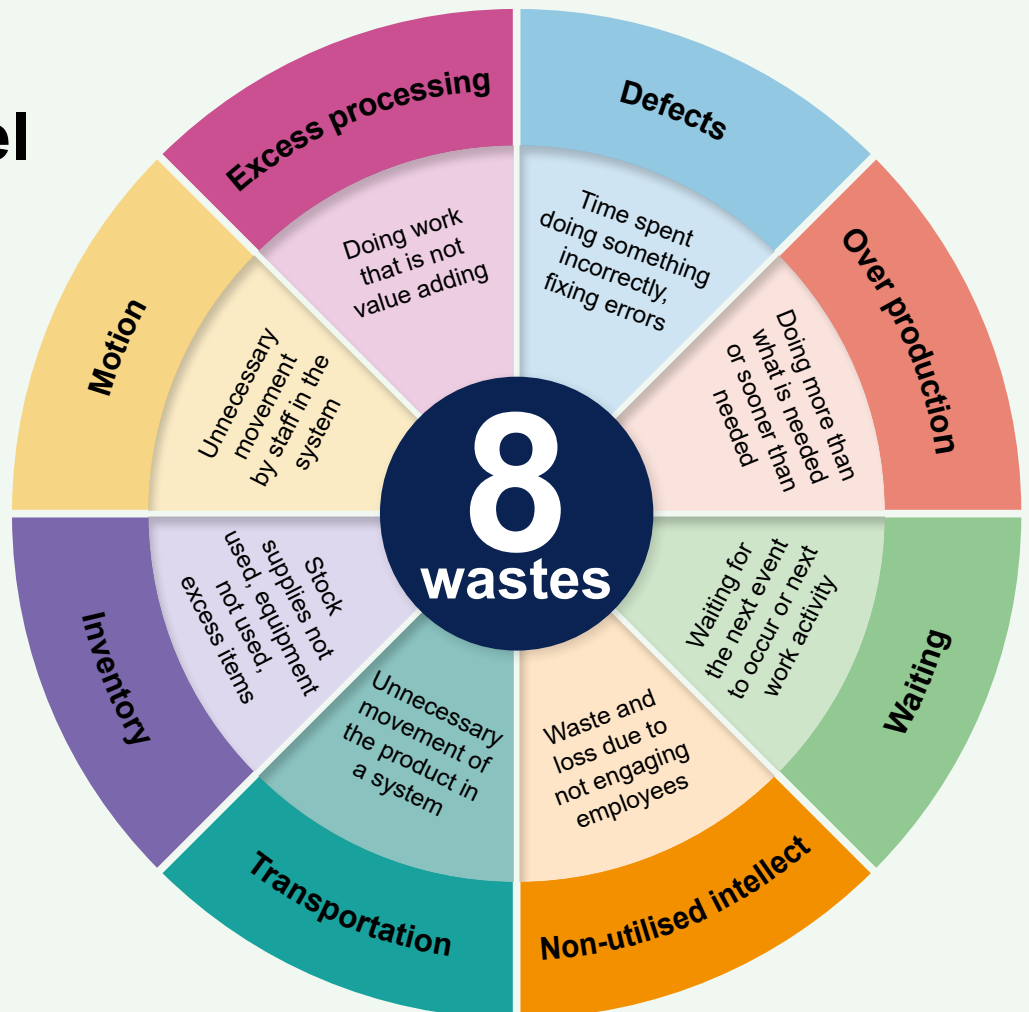 el
8
wastes
Defects
Time spent
doing something
incorrectly,
fixing errors
Over production
Doing more than
what is needed
or sooner than
needed
Waiting
Waiting for
the next event
to occur or next
work activity
Non-utilised intellect
Waste and
loss due to
not engaging
employees
Transportation
Unnecessary
movement of
the product in
a system
Inventory
Stock
supplies not
used, equipment
not used,
excess items
Motion
Unnecessary
movement
by staff in the
system
Excess processing
Doing work
that is not
value adding